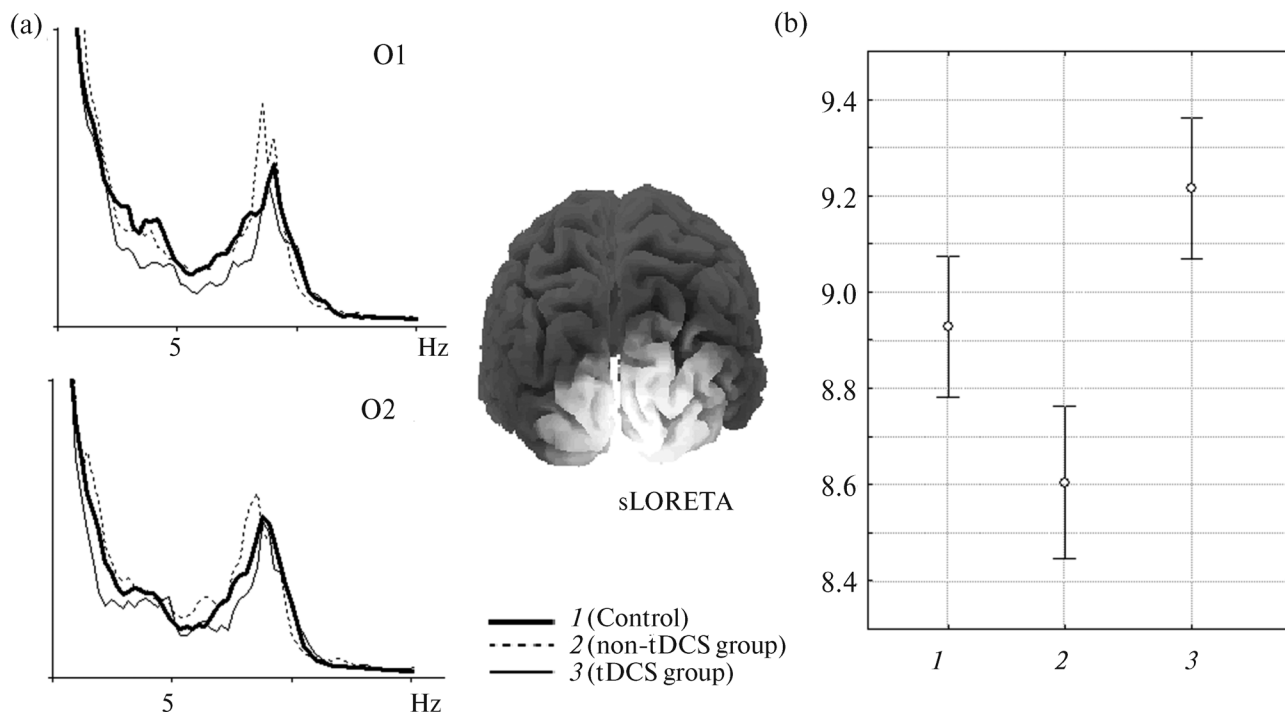 (a)
O1
5
Hz
O2
5
Hz
sLORETA
1 (Control)
2 (non-tDCS group)
3 (tDCS group)
(b)
9.4
9.2
9.0
8.8
8.6
8.4
1 2 3